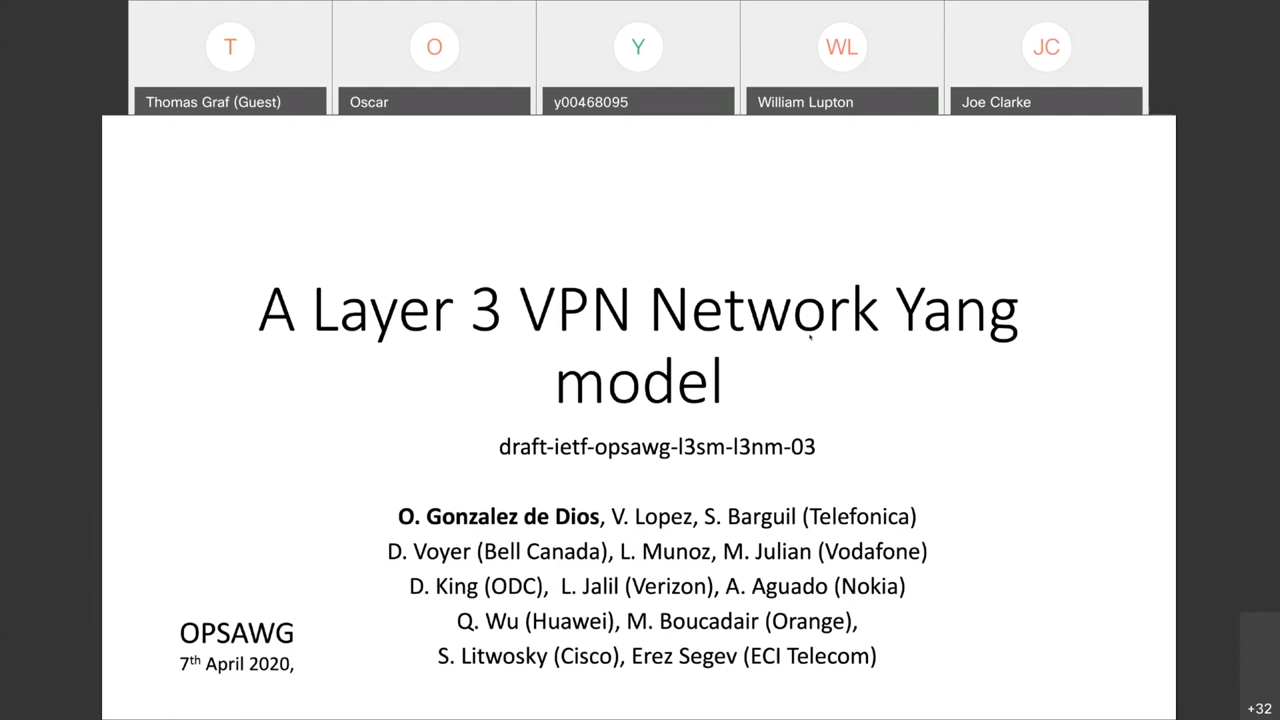 T
O
Y
WL
JC
Thomas Graf (Guest)
Oscar
y00468095
William Lupton
Joe Clarke
A Layer 3 VPN Network Yang
model
draft-ietf-opsawg-l3sm-l3nm-03
O. Gonzalez de Dios, V. Lopez, S. Barguil (Telefonica)
D. Voyer (Bell Canada), L. Munoz, M. Julian (Vodafone)
D. King (ODC), L. Jalil (Verizon), A. Aguado (Nokia)
Q. Wu (Huawei), M. Boucadair (Orange),
S. Litwosky (Cisco), Erez Segev (ECI Telecom)
OPSAWG
7th April 2020,
+32